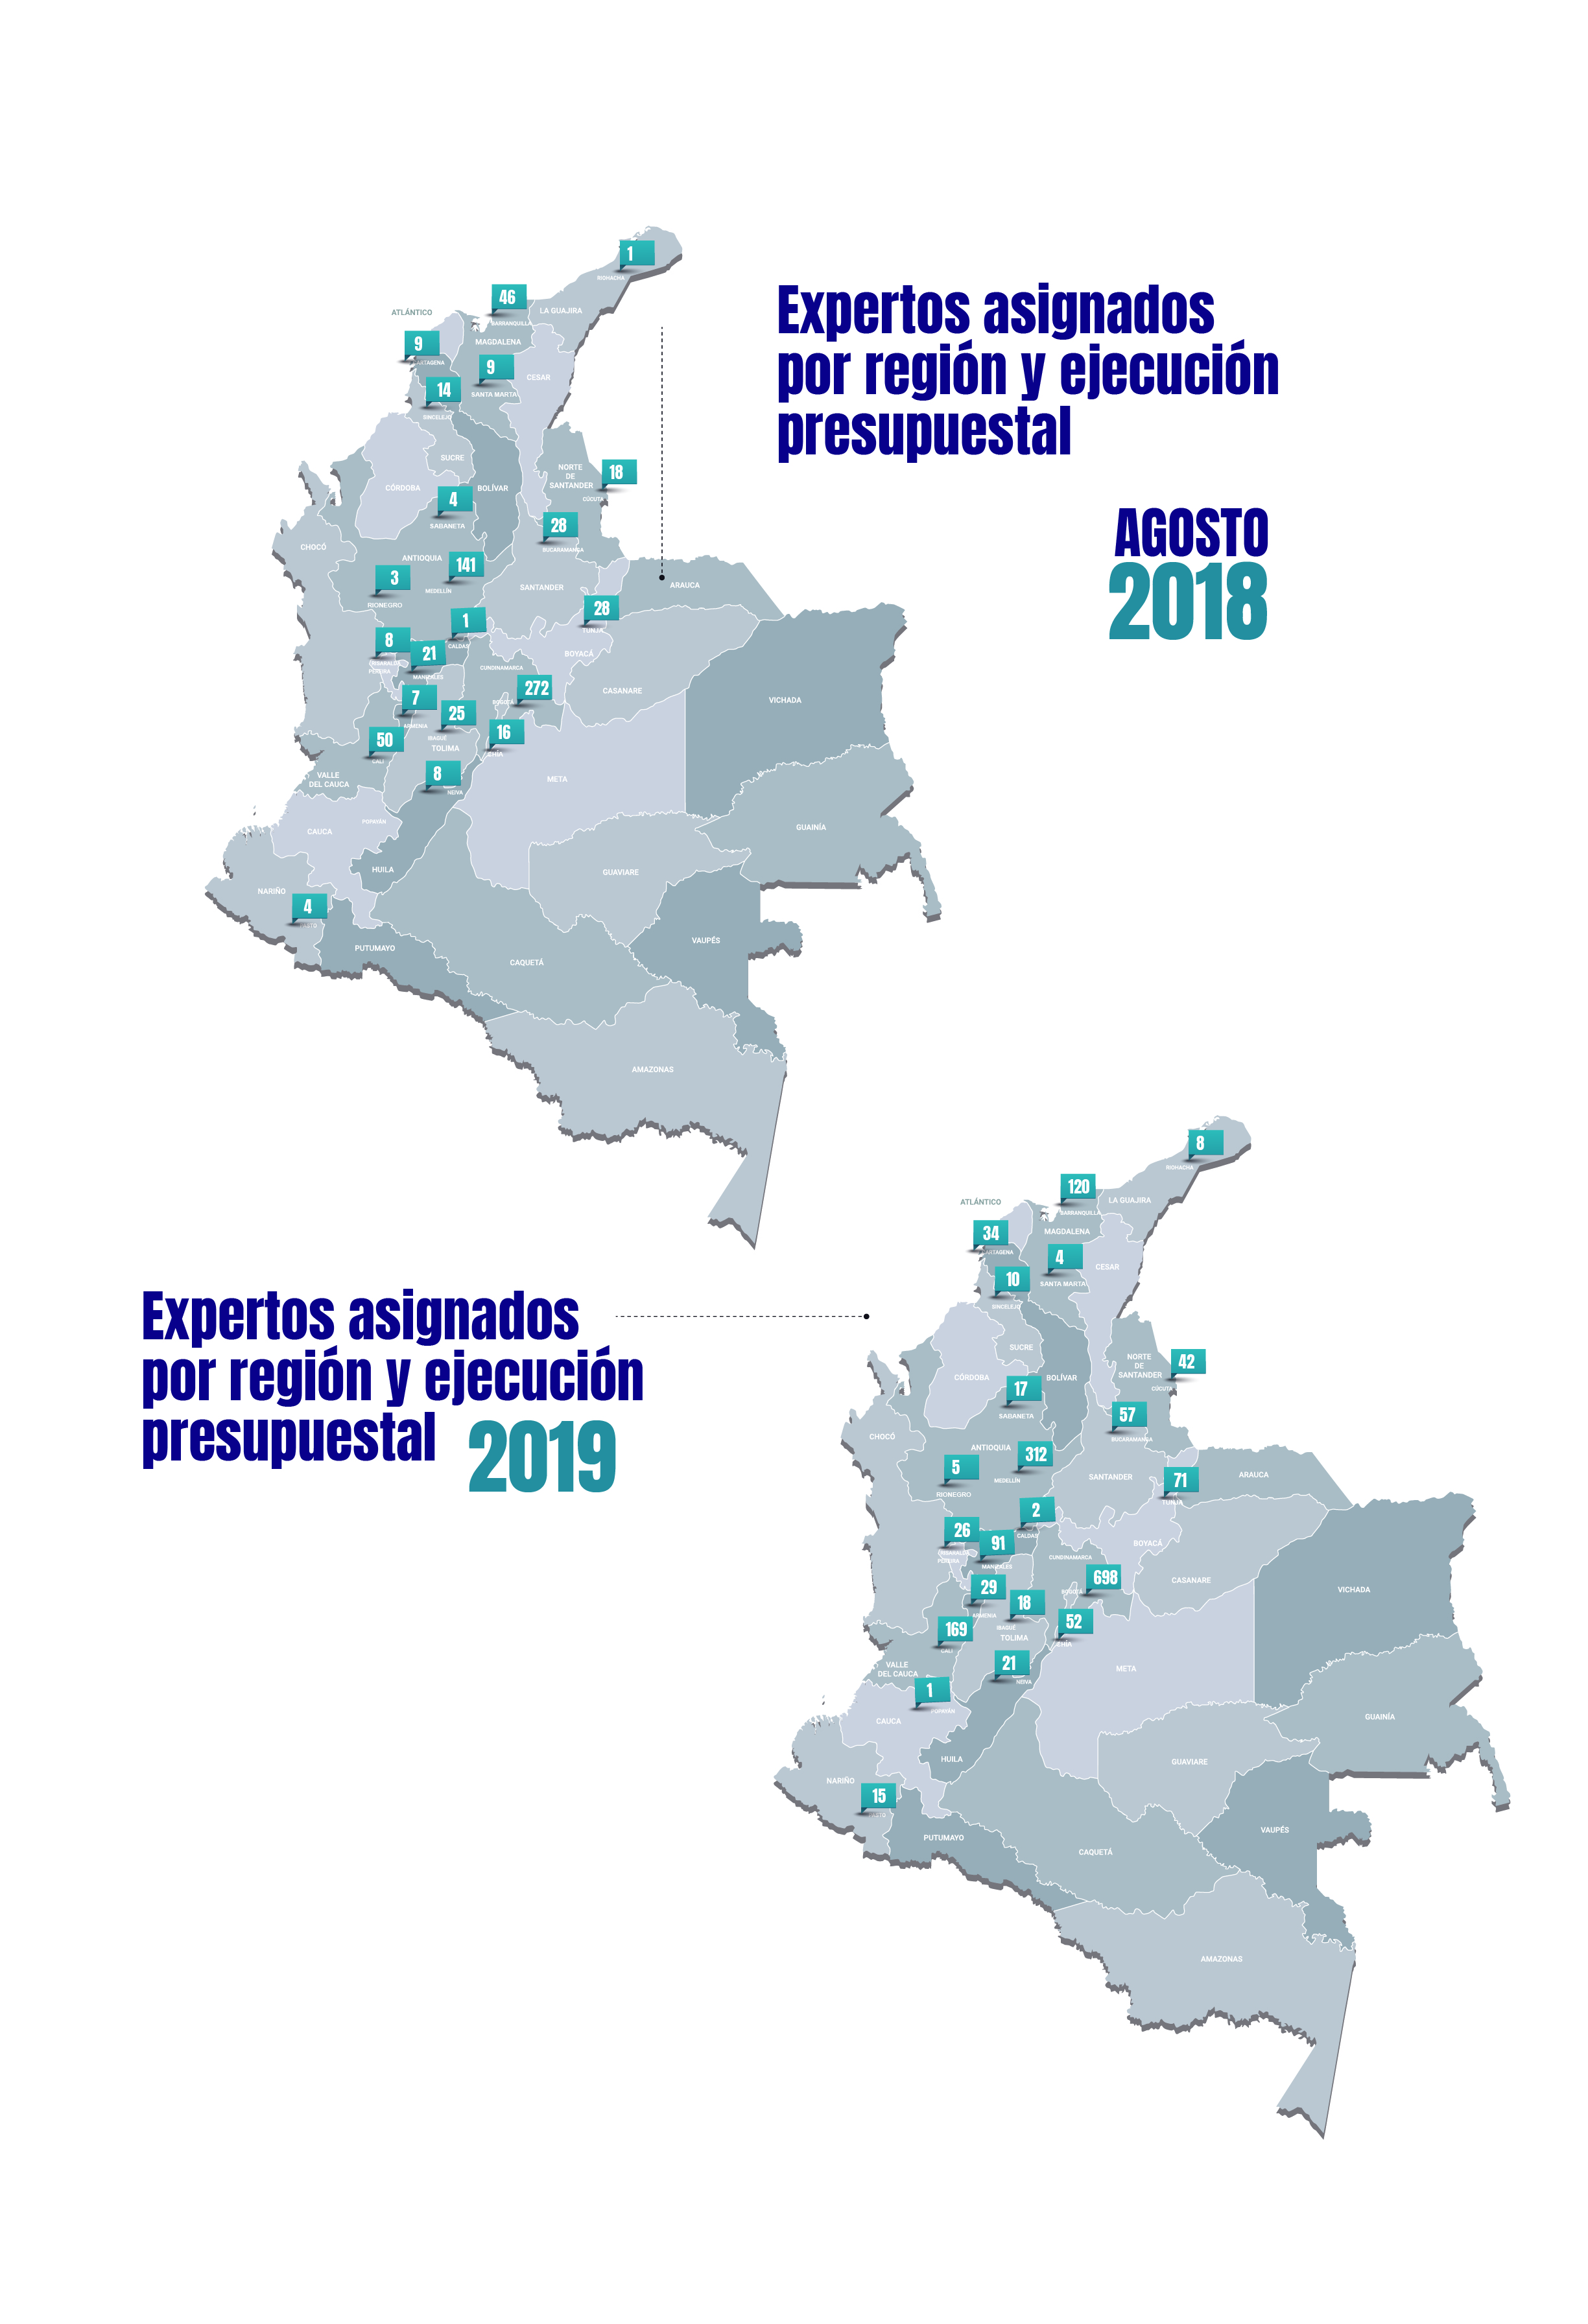 1
RIOHACHA
46
BARRANQUILLA
LA GUAJIRA
ATLÁNTICO
MAGDALENA
9
9
CESAR
SANTA MARTA
14
SINCELEJO
Expertos asignados
por región y ejecución
presupuestal
AGOSTO
2018
SUCRE
NORTE
DE
SANTANDER
18
CÚCUTA
CÓRDOBA
BOLÍVAR
4
SABANETA
28
BUCARAMANGA
CHOCÓ
ANTIOQUIA
141
3
MEDELLÍN
RIONEGRO
SANTANDER
ARAUCA
28
TUNJA
1
CALDAS
8
21
PEREIRA
MANIZALES
BOYACÁ
CUNDINAMARCA
272
BOGOTÁ
CASANARE
VICHADA
7
ARMENIA
25
IBAGUÉ
TOLIMA
16
50
CALI
8
NEIVA
META
VALLE
DEL CAUCA
CAUCA
POPAYÁN
GUAINÍA
HUILA
GUAVIARE
NARIÑO
4
PUTUMAYO
VAUPÉS
CAQUETÁ
AMAZONAS
Expertos asignados
por región y ejecución
presupuestal 2019
8
RIOHACHA
120
BARRANQUILLA
LA GUAJIRA
ATLÁNTICO
MAGDALENA
34
4
CESAR
SANTA MARTA
10
SINCELEJO
SUCRE
NORTE
DE
SANTANDER
42
CÚCUTA
CÓRDOBA
BOLÍVAR
17
SABANETA
57
BUCARAMANGA
CHOCÓ
ANTIOQUIA
312
5
MEDELLÍN
RIONEGRO
SANTANDER
ARAUCA
71
TUNJA
2
CALDAS
26
91
PEREIRA
MANIZALES
BOYACÁ
CUNDINAMARCA
698
BOGOTÁ
CASANARE
VICHADA
29
ARMENIA
18
IBAGUÉ
TOLIMA
52
169
CALI
21
NEIVA
META
VALLE
DEL CAUCA
1
POPAYÁN
CAUCA
GUAINÍA
HUILA
GUAVIARE
NARIÑO
15
PUTUMAYO
VAUPÉS
CAQUETÁ
AMAZONAS